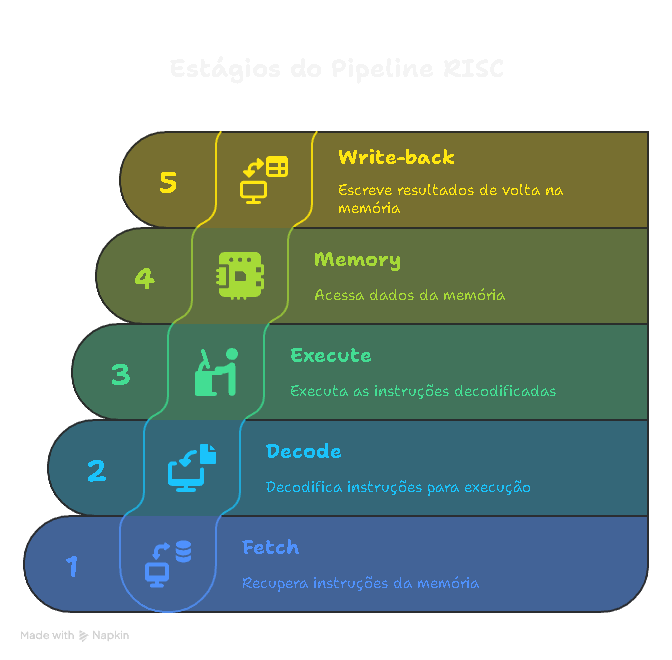 Estágios do Pipeline RISC
5
Write-back
Escreve resultados de volta na
memória
4
Memory
Acessa dados da memória
3
Execute
Executa as instruções decodificadas
2
Decode
Decodifica instruções para execução
1
Fetch
Recupera instruções da memória
Made with Napkin